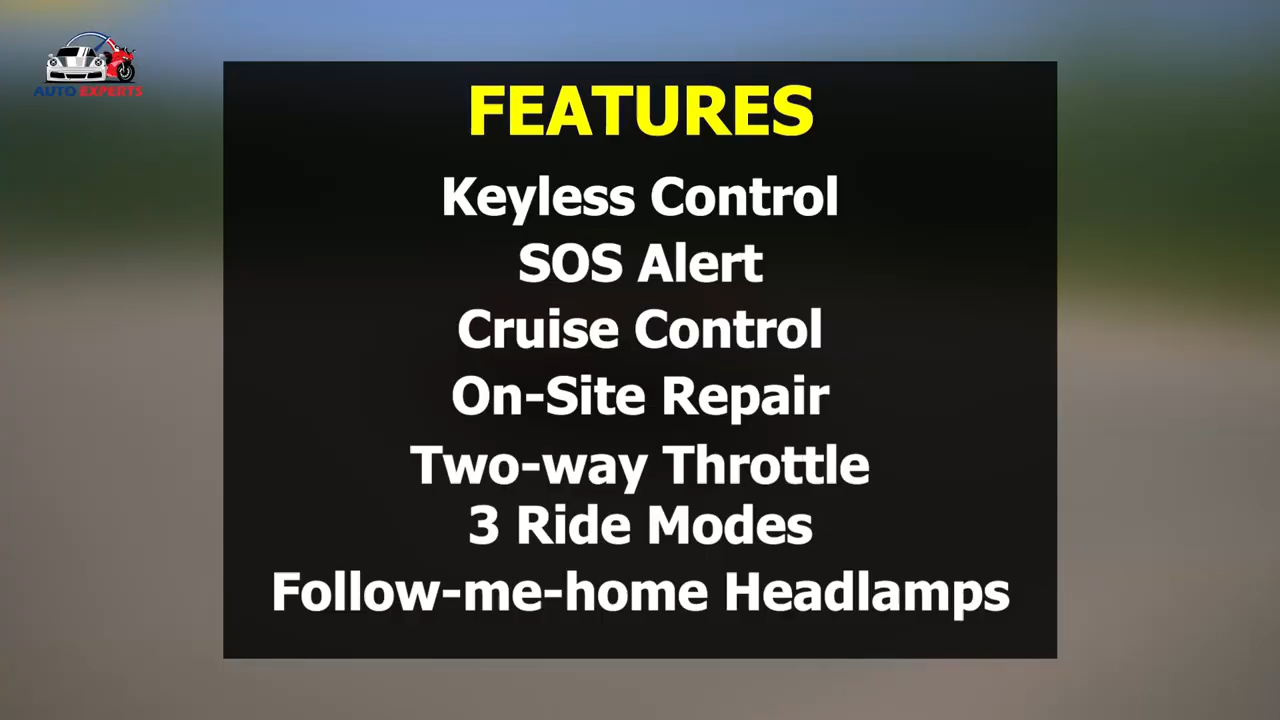 AUTO EXPERTS
FEATURES
Keyless Control
SOS Alert
Cruise Control
On-Site Repair
Two-way Throttle
3 Ride Modes
Follow-me-home Headlamps